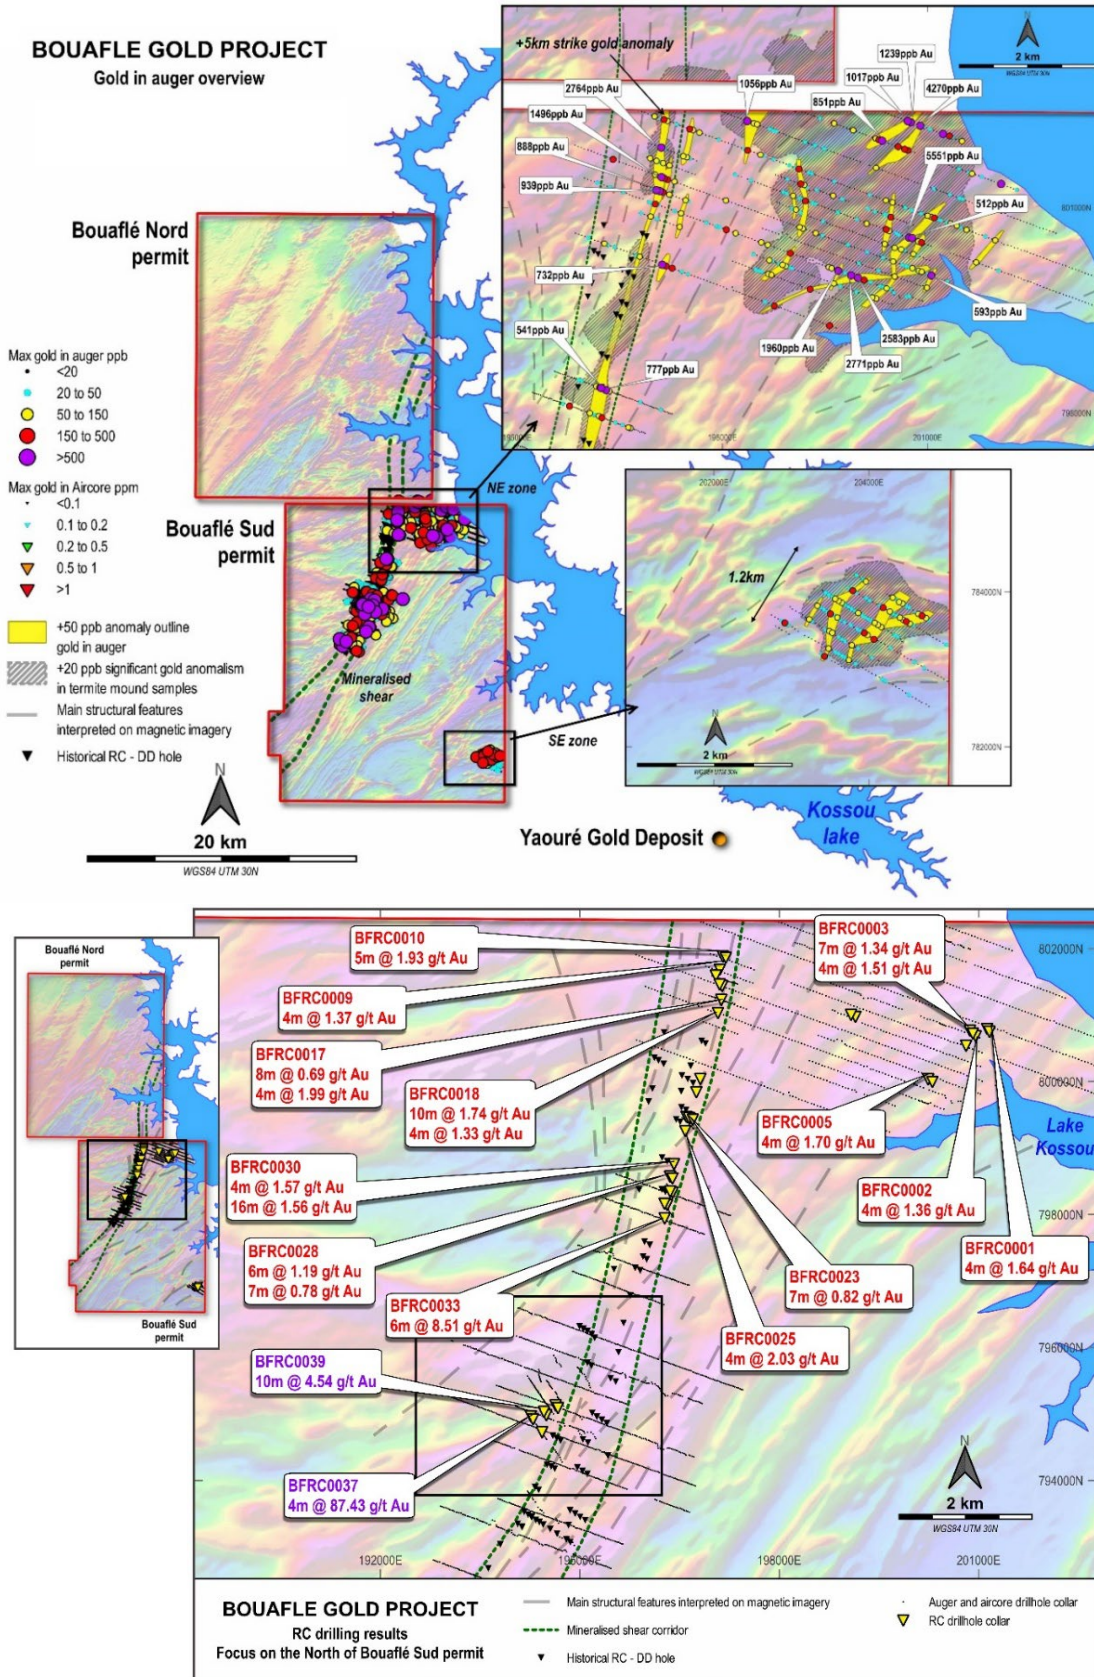 BOUAFLE GOLD PROJECT
Gold in auger overview
Bouaflé Nord
permit
Max gold in auger ppb
<20
20 to 50
50 to 150
150 to 500
>500
Max gold in Aircore ppm
<0.1
0.1 to 0.2
0.2 to 0.5
0.5 to 1
>1
+50 ppb anomaly outline
gold in auger
+20 ppb significant gold anomalism
in termite mound samples
Main structural features
interpreted on magnetic imagery
Historical RC - DD hole
N
20 km
WGS84 UTM 30N
Bouaflé Sud
permit
NE zone
Mineralised
shear
SE zone
Yaouré Gold Deposit
Kossou
lake
+5km strike gold anomaly
2764ppb Au
1496ppb Au
888ppb Au
939ppb Au
732ppb Au
541ppb Au
777ppb Au
1056ppb Au
1239ppb Au
1017ppb Au
851ppb Au
4270ppb Au
5551ppb Au
512ppb Au
593ppb Au
2583ppb Au
2771ppb Au
1960ppb Au
N
2 km
WGS84 UTM 30N
801000N
798000N
195000E
198000E
201000E
202000E
204000E
1.2km
784000N
782000N
N
2 km
WGS84 UTM 30N
Bouaflé Nord
permit
Bouaflé Sud
permit
BFRC0010
5m @ 1.93 g/t Au
BFRC0009
4m @ 1.37 g/t Au
BFRC0017
8m @ 0.69 g/t Au
4m @ 1.99 g/t Au
BFRC0018
10m @ 1.74 g/t Au
4m @ 1.33 g/t Au
BFRC0030
4m @ 1.57 g/t Au
16m @ 1.56 g/t Au
BFRC0028
6m @ 1.19 g/t Au
7m @ 0.78 g/t Au
BFRC0033
6m @ 8.51 g/t Au
BFRC0039
10m @ 4.54 g/t Au
BFRC0037
4m @ 87.43 g/t Au
BFRC0003
7m @ 1.34 g/t Au
4m @ 1.51 g/t Au
BFRC0005
4m @ 1.70 g/t Au
BFRC0002
4m @ 1.36 g/t Au
BFRC0001
4m @ 1.64 g/t Au
BFRC0023
7m @ 0.82 g/t Au
BFRC0025
4m @ 2.03 g/t Au
Lake
Kossou
802000N
800000N
798000N
796000N
794000N
192000E
195000E
198000E
201000E
N
2 km
WGS84 UTM 30N
BOUAFLE GOLD PROJECT
RC drilling results
Focus on the North of Bouaflé Sud permit
Main structural features interpreted on magnetic imagery
Mineralised shear corridor
Historical RC - DD hole
Auger and aircore drillhole collar
RC drillhole collar